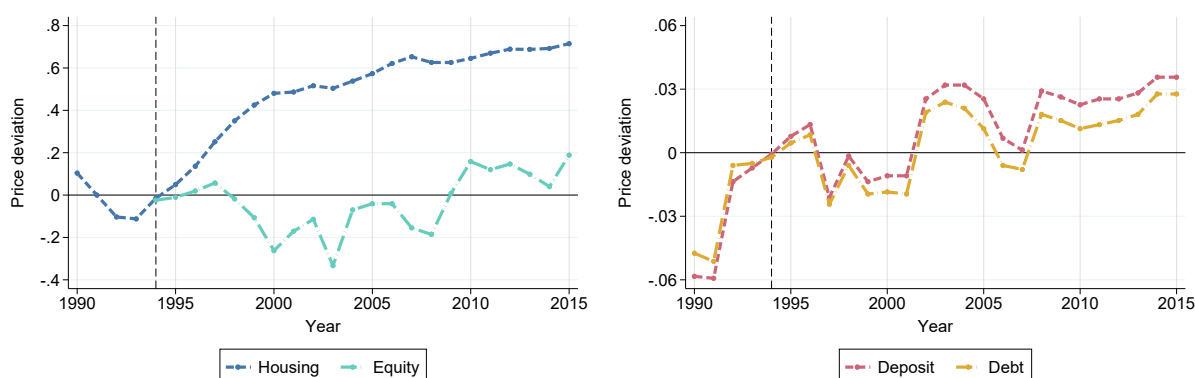 .8
.6
.4
.2
0
-.2
-.4
Price deviation
1990 1995 2000 2005 2010 2015
Year
Housing Equity
.06
.03
0
-.03
-.06
Price deviation
1990 1995 2000 2005 2010 2015
Year
Deposit Debt